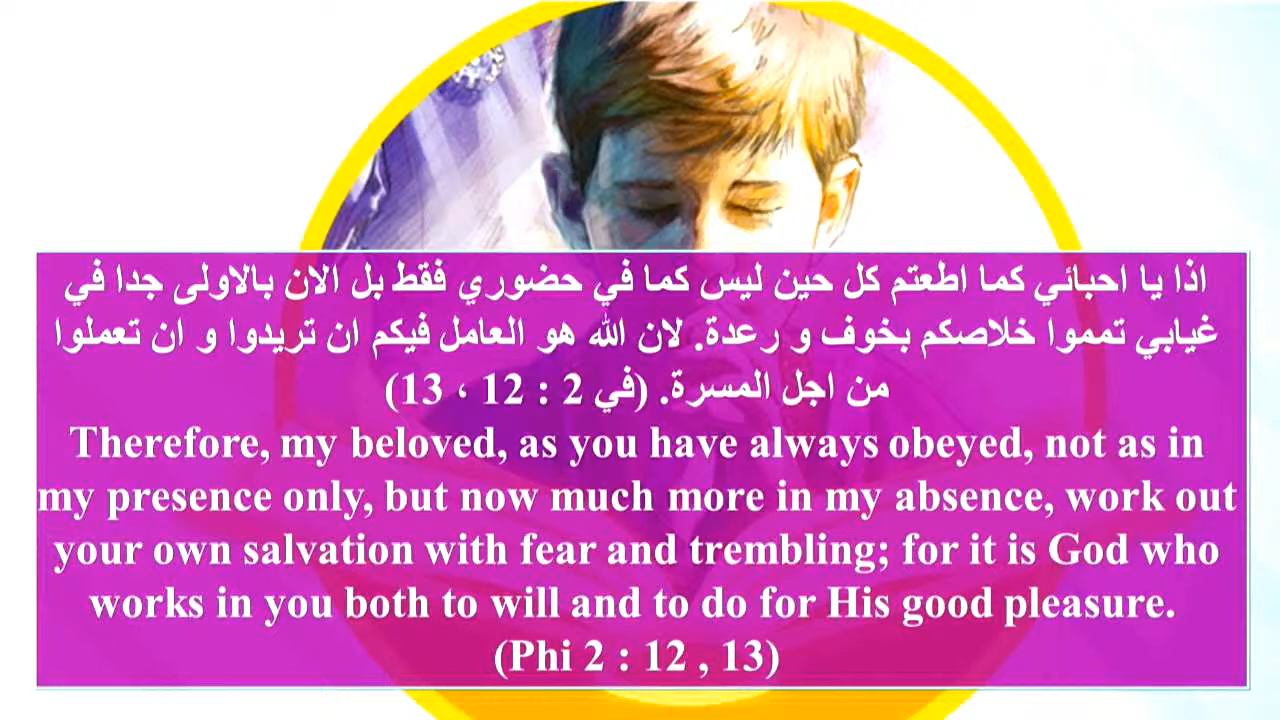 اذا يا احبائي كما اطعتم كل حين ليس كما في حضوري فقط بل الان بالاولى جدا في
غيابي تمموا خلاصكم بخوف و رعدة. لان الله هو العامل فيكم ان تريدوا و ان تعملوا
من اجل المسرة. (في 2 : 12 ، 13)
Therefore, my beloved, as you have always obeyed, not as in
my presence only, but now much more in my absence, work out
your own salvation with fear and trembling; for it is God who
works in you both to will and to do for His good pleasure.
(Phi 2 : 12 , 13)